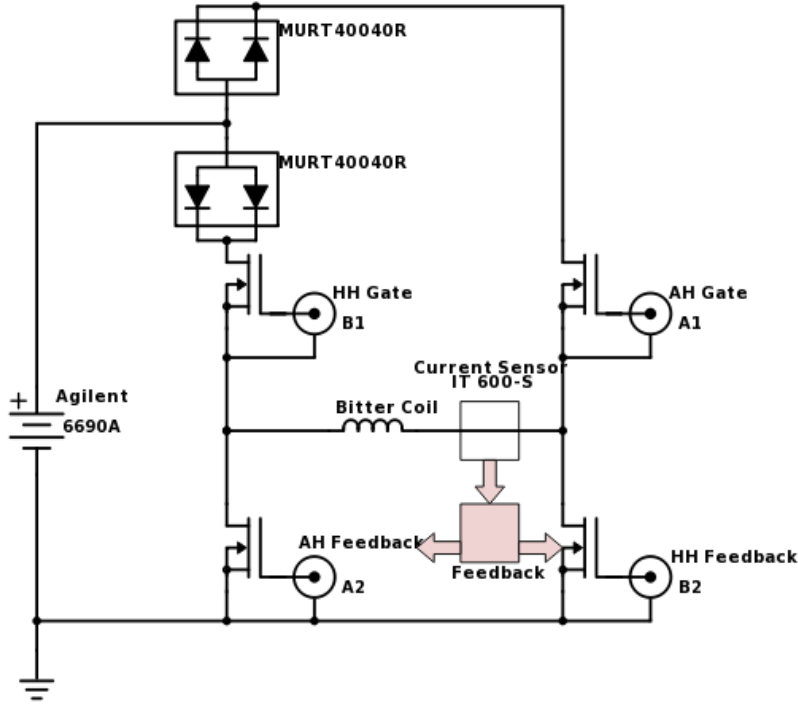 MURT40040R
MURT40040R
HH Gate
B1
AH Gate
A1
Current Sensor
IT 600-S
+
Agilent
6690A
Bitter Coil
AH Feedback
A2
Feedback
HH Feedback
B2